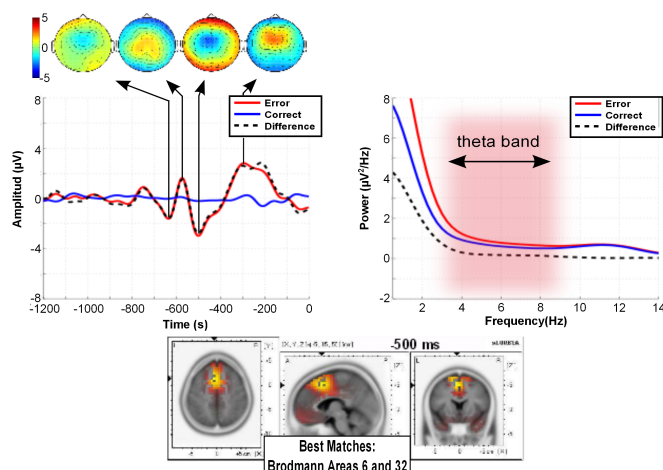 5
-5
8
4
0
-4
-8
Amplitud (µV)
Error
Correct
Difference
-1200 -1000 -800 -600 -400 -200 0
Time (s)
8
6
4
2
0
-2
Power (µV²/Hz)
theta band
Error
Correct
Difference
2 4 6 8 10 12 14
Frequency(Hz)
-500 ms
Best Matches:
Brodmann Areas 6 and 32